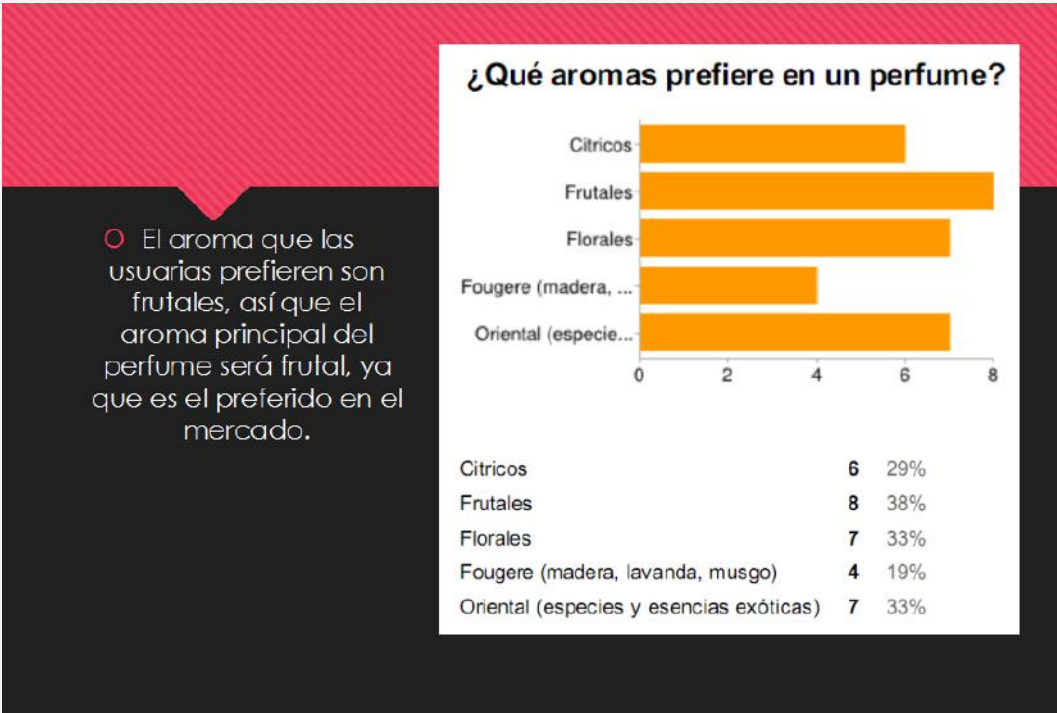 ¿Qué aromas prefiere en un perfume?
Citricos
Frutales
Florales
Fougere (madera, ...
Oriental (especie...
0 2 4 6 8
O El aroma que las
usuarias prefieren son
frutales, así que el
aroma principal del
perfume será frutal, ya
que es el preferido en el
mercado.
Citricos 6 29%
Frutales 8 38%
Florales 7 33%
Fougere (madera, lavanda, musgo) 4 19%
Oriental (especies y esencias exóticas) 7 33%